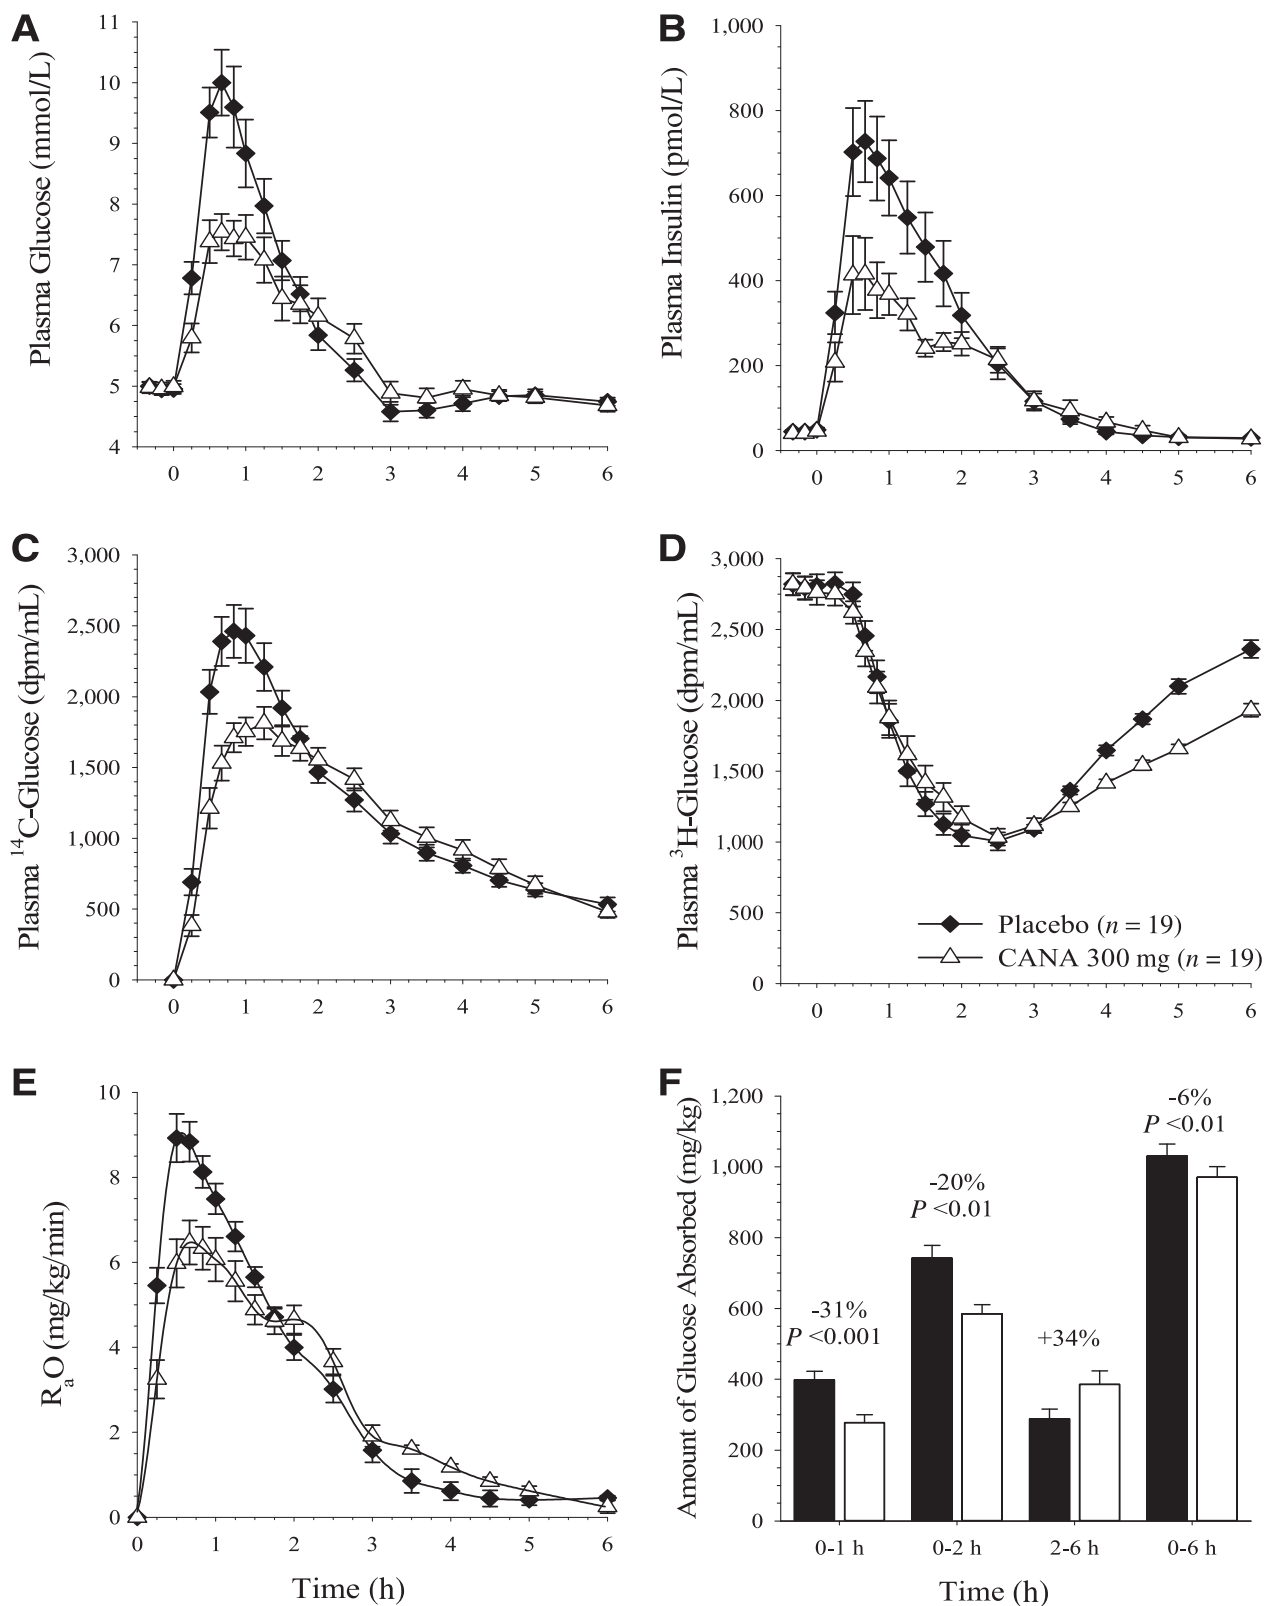 A
Plasma Glucose (mmol/L)
11
10
9
8
7
6
5
4
0 1 2 3 4 5 6
B
Plasma Insulin (pmol/L)
1,000
800
600
400
200
0
0 1 2 3 4 5 6
C
Plasma ¹⁴C-Glucose (dpm/mL)
3,000
2,500
2,000
1,500
1,000
500
0
0 1 2 3 4 5 6
D
Plasma ³H-Glucose (dpm/mL)
3,000
2,500
2,000
1,500
1,000
500
0
Placebo (n = 19)
CANA 300 mg (n = 19)
0 1 2 3 4 5 6
E
RₐO (mg/kg/min)
10
8
6
4
2
0
0 1 2 3 4 5 6
Time (h)
F
Amount of Glucose Absorbed (mg/kg)
1,200
1,000
800
600
400
200
0
-31%
P <0.001
-20%
P <0.01
+34%
-6%
P <0.01
0-1 h 0-2 h 2-6 h 0-6 h
Time (h)